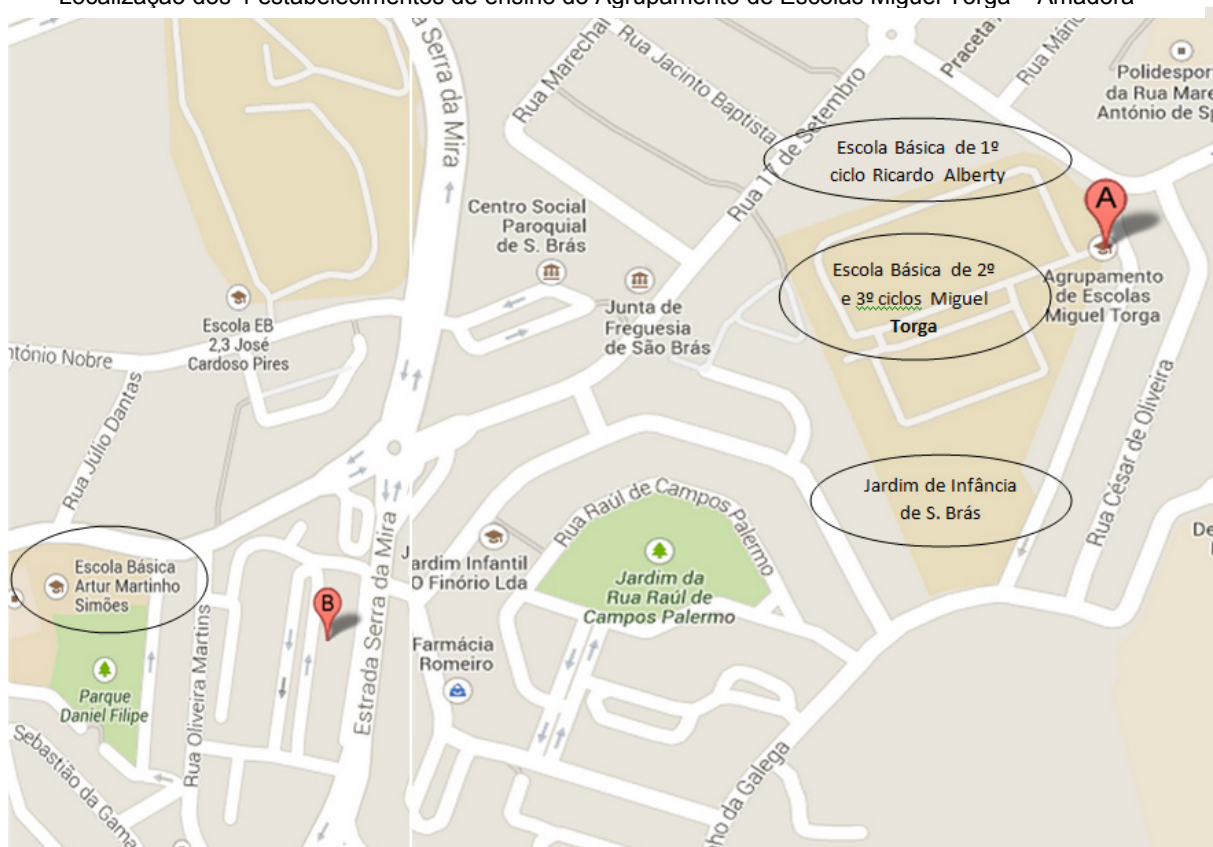 Localização dos 4 estabelecimentos de ensino do Agrupamento de Escolas Miguel Torga – Amadora
Serra da Mira
Rua Marechal
Rua Jacinto Baptista
Rua 17 de Setembro
Praceta
Rua Mário
Polidespor
da Rua Mare
António de Sp
Escola Básica de 1º
ciclo Ricardo Alberty
A
Centro Social
Paroquial
de S. Brás
Agrupamento
de Escolas
Miguel Torga
Escola Básica de 2º
e 3º ciclos Miguel
Torga
Junta de
Freguesia
de São Brás
Escola EB
2,3 José
Cardoso Pires
ntónio Nobre
Rua Júlio Dantas
Rua César de Oliveira
Jardim de Infância
de S. Brás
Rua Raúl de Campos Palermo
J
ardim Infantil
O Finório Lda
De
Escola Básica
Artur Martinho
Simões
Jardim da
Rua Raúl de
Campos Palermo
B
Estrada Serra da Mira
Rua Oliveira Martins
Farmácia
Romeiro
Parque
Daniel Filipe
Sebastião da Gama
ho da Galega